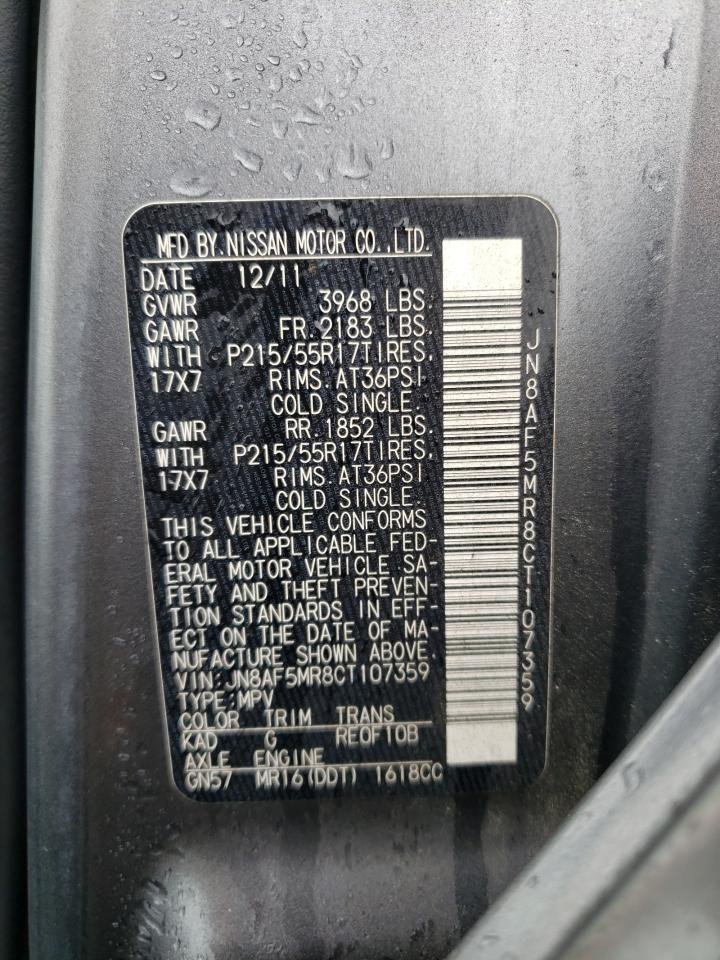 MFD BY.NISSAN MOTOR CO.,LTD.
DATE 12/11
GVWR 3968 LBS.
GAWR FR.2183 LBS.
WITH P215/55R17TIRES.
17X7 RIMS.AT36PSI
COLD SINGLE.
GAWR RR.1852 LBS.
WITH P215/55R17TIRES.
17X7 RIMS.AT36PSI
COLD SINGLE.
THIS VEHICLE CONFORMS
TO ALL APPLICABLE FED-
ERAL MOTOR VEHICLE SA-
FETY AND THEFT PREVEN-
TION STANDARDS IN EFF-
ECT ON THE DATE OF MA-
NUFACTURE SHOWN ABOVE.
VIN:JN8AF5MR8CT107359
TYPE:MPV
COLOR TRIM TRANS
KAD G RE0F10B
AXLE ENGINE
GN57 MR16(DDT) 1618CC
JN8AF5MR8CT107359